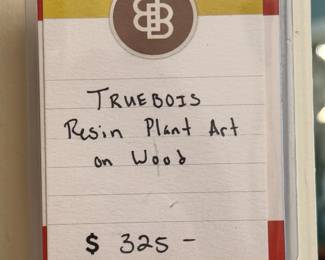 TRUEBOIS
Resin Plant Art
on Wood
$ 325 -